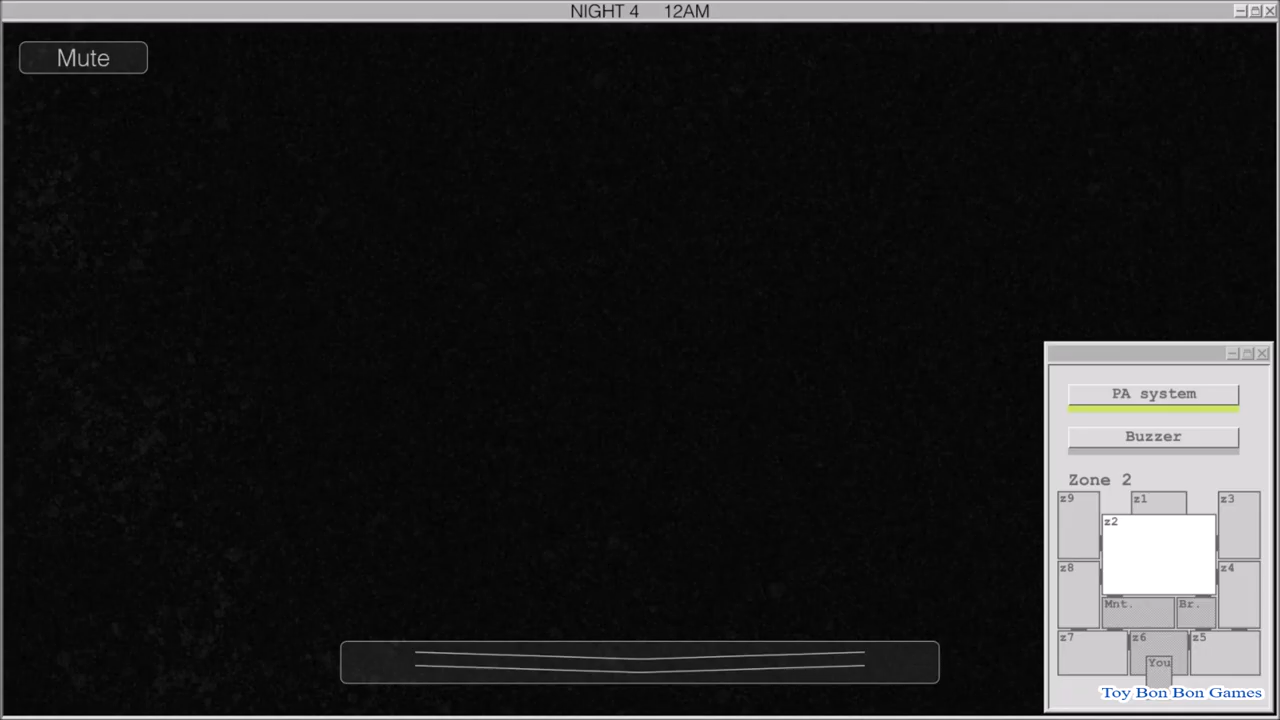 NIGHT 4 12AM
Mute
PA system
Buzzer
Zone 2
z9 z1 z3
z2
z8 z4
Mnt. Br.
z7 z6 z5
You
Toy Bon Bon Games